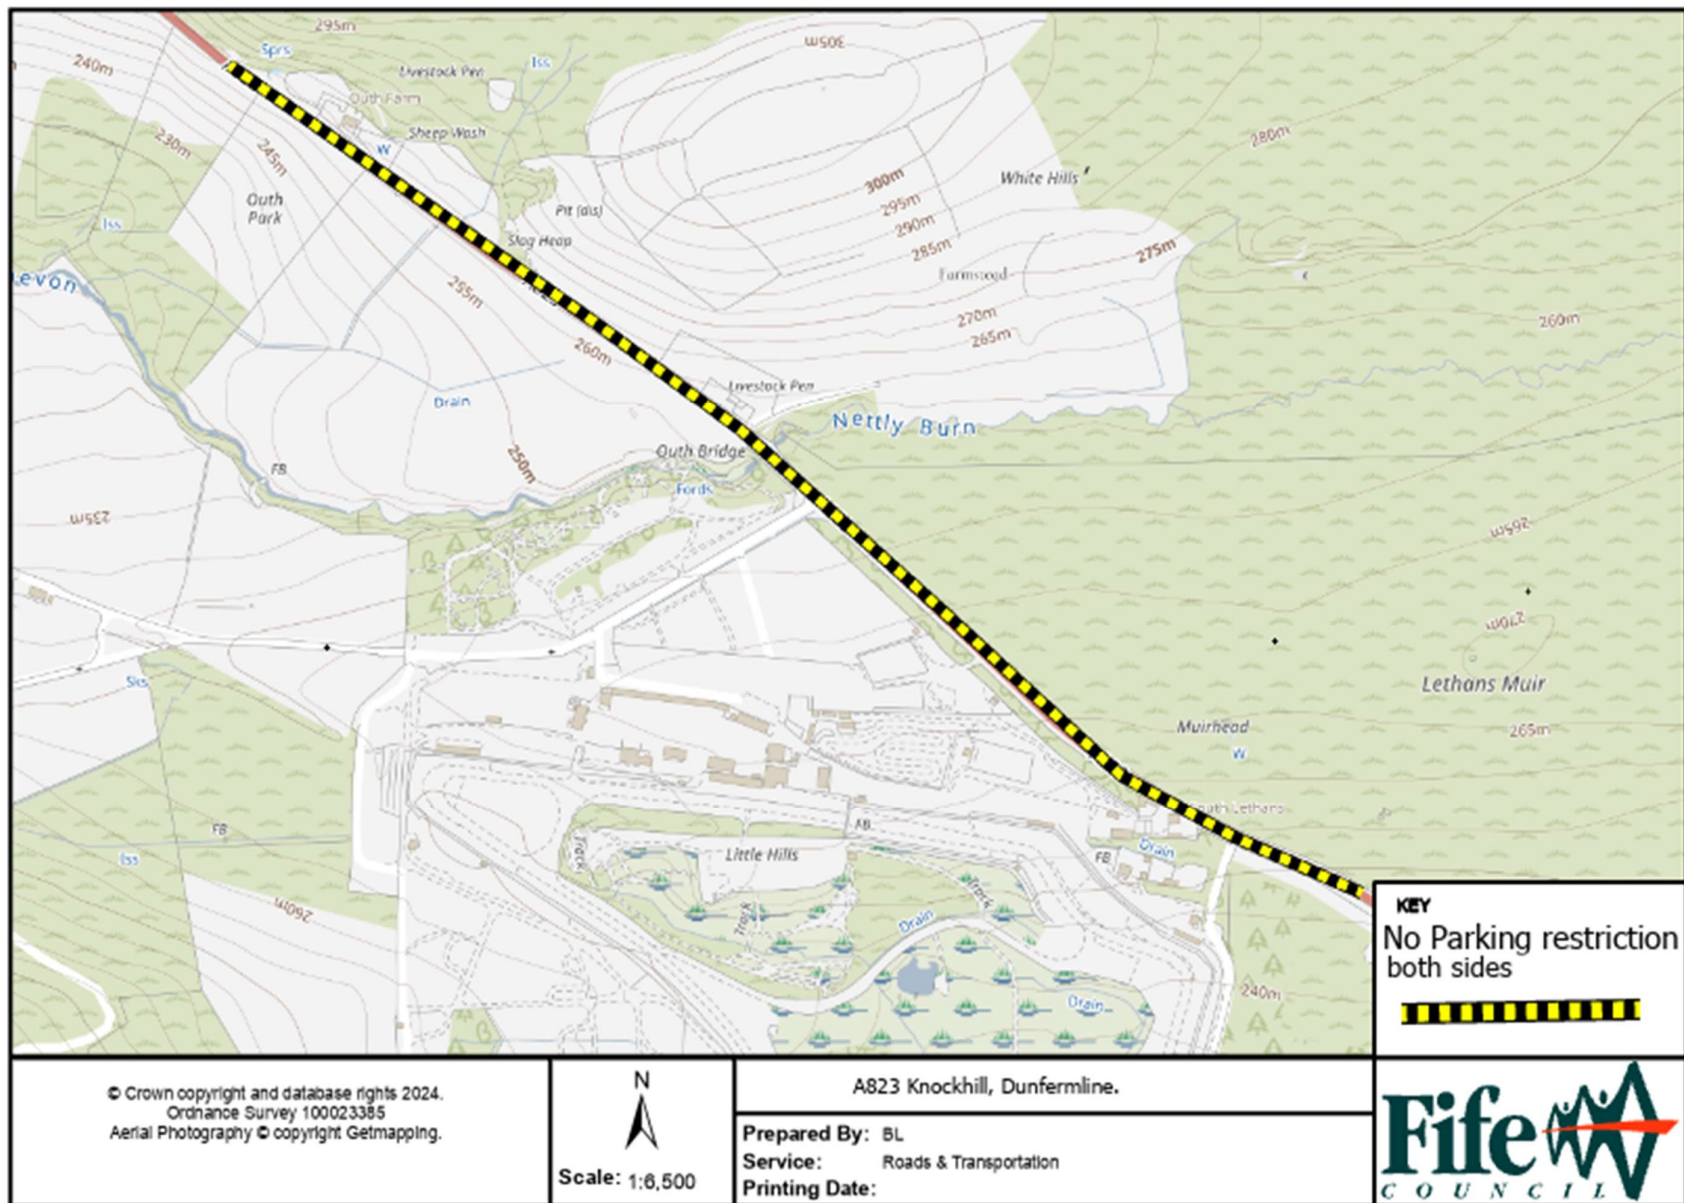 295m
305m
Sprs
240m
Livestock Pen
Iss
Outh Farm
Sheep Wash
W
230m
245m
280m
300m
White Hills
295m
Outh
Park
Pit (dis)
290m
Iss
Slag Heap
285m
275m
Farmstead
evon
255m
270m
260m
265m
260m
Livestock Pen
Drain
Nettly Burn
Outh Bridge
250m
FB
Fords
235m
265m
270m
Sks
Lethans Muir
Muirhead
265m
W
South Lethans
FB
FB
Drain
Iss
Track
Little Hills
FB
260m
Track
Track
Drain
240m
Drain
KEY
No Parking restriction
both sides
© Crown copyright and database rights 2024.
Ordnance Survey 100023385
Aerial Photography © copyright Getmapping.
N
Scale: 1:6,500
A823 Knockhill, Dunfermline.
Prepared By: BL
Service: Roads & Transportation
Printing Date:
Fife
COUNCIL